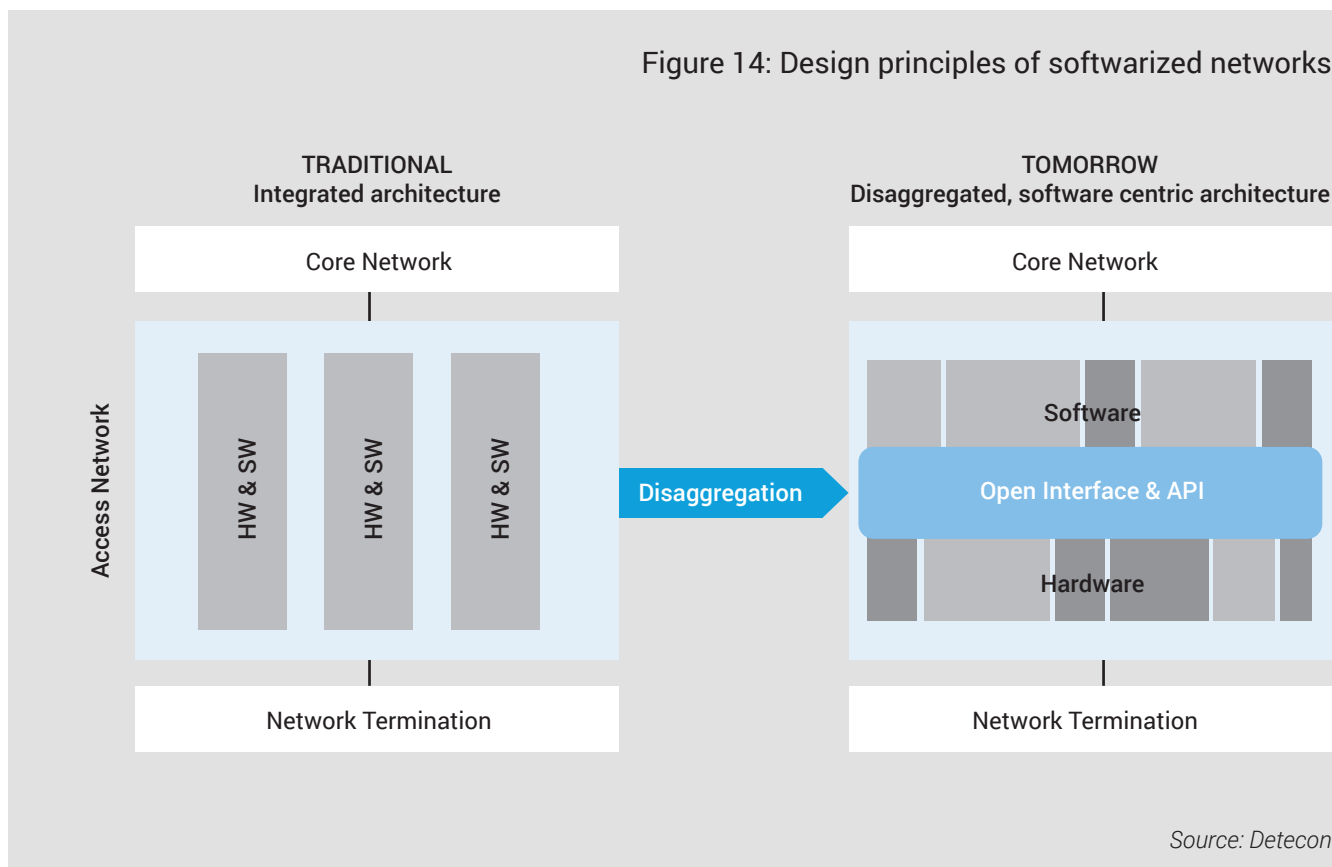 Figure 14: Design principles of softwarized networks
TRADITIONAL
Integrated architecture
Core Network
Access Network
HW & SW
HW & SW
HW & SW
Network Termination
Disaggregation
TOMORROW
Disaggregated, software centric architecture
Core Network
Software
Open Interface & API
Hardware
Network Termination
Source: Detecon